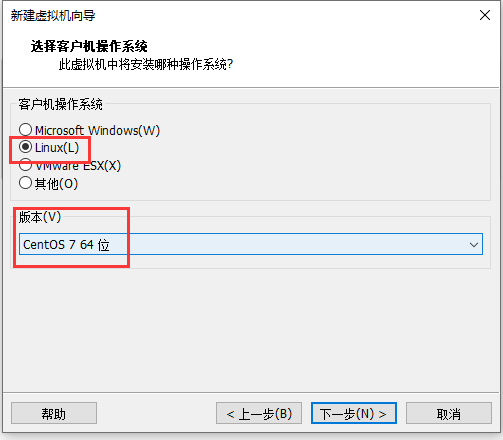 新建虚拟机向导
选择客户机操作系统
此虚拟机中将安装哪种操作系统?
客户机操作系统
Microsoft Windows(W)
Linux(L)
VMware ESX(X)
其他(O)
版本(V)
CentOS 7 64 位
帮助
< 上一步(B)
下一步(N) >
取消